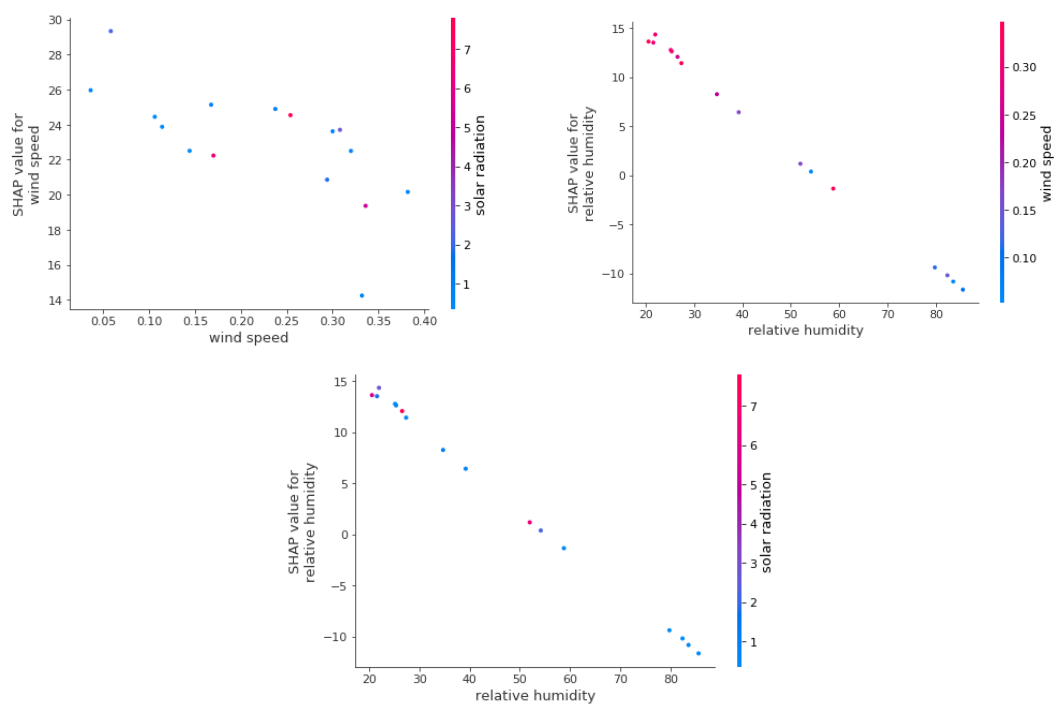 30
28
26
24
22
20
18
16
14
0.05 0.10 0.15 0.20 0.25 0.30 0.35 0.40
wind speed
SHAP value for
wind speed
7
6
5
4
3
2
1
solar radiation
15
10
5
0
−5
−10
20 30 40 50 60 70 80
relative humidity
SHAP value for
relative humidity
0.30
0.25
0.20
0.15
0.10
wind speed
15
10
5
0
−5
−10
20 30 40 50 60 70 80
relative humidity
SHAP value for
relative humidity
7
6
5
4
3
2
1
solar radiation